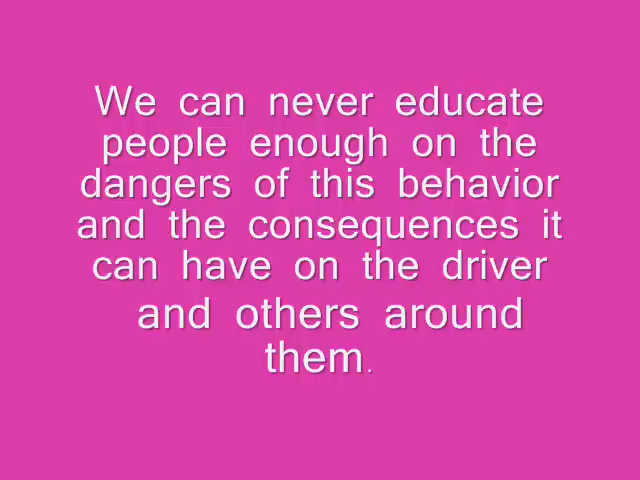 We can never educate
people enough on the
dangers of this behavior
and the consequences it
can have on the driver
and others around
them.